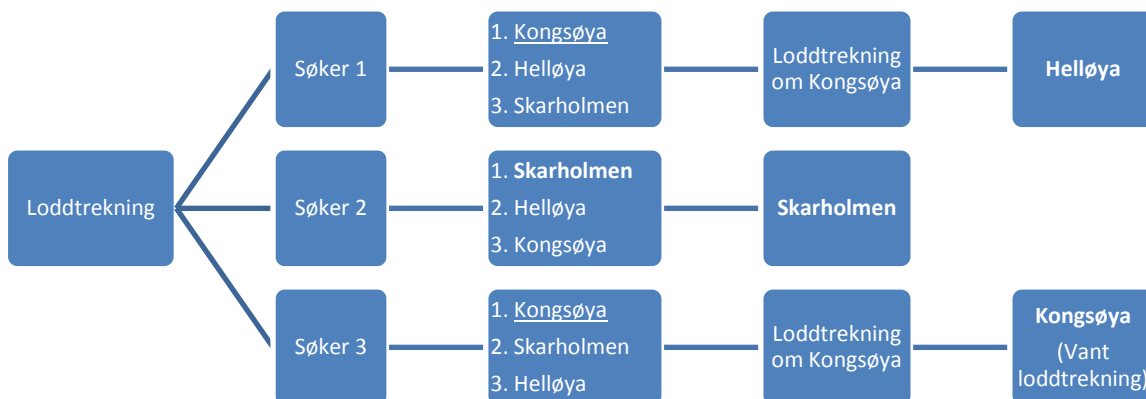 Loddtrekning
Søker 1
1. Kongsøya
2. Helløya
3. Skarholmen
Loddtrekning
om Kongsøya
Helløya
Søker 2
1. Skarholmen
2. Helløya
3. Kongsøya
Skarholmen
Søker 3
1. Kongsøya
2. Skarholmen
3. Helløya
Loddtrekning
om Kongsøya
Kongsøya
(Vant
loddtrekning)